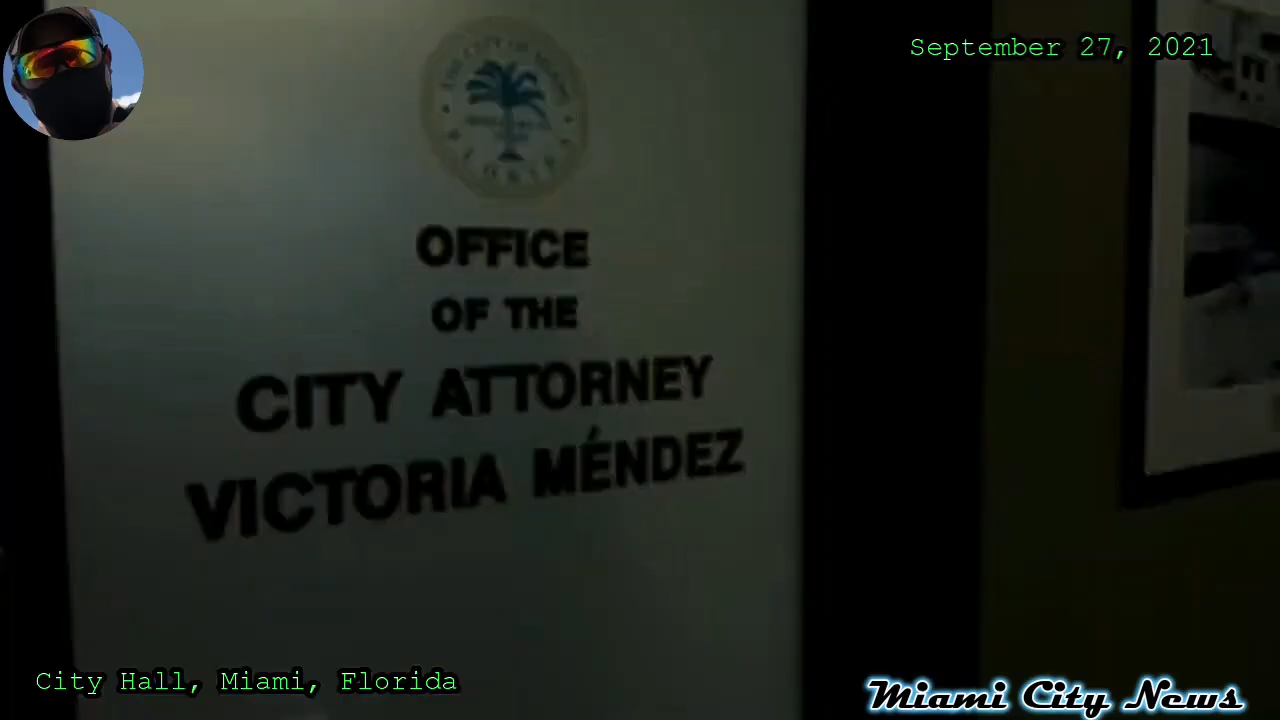 September 27, 2021
OFFICE
OF THE
CITY ATTORNEY
VICTORIA MÉNDEZ
City Hall, Miami, Florida
Miami City News